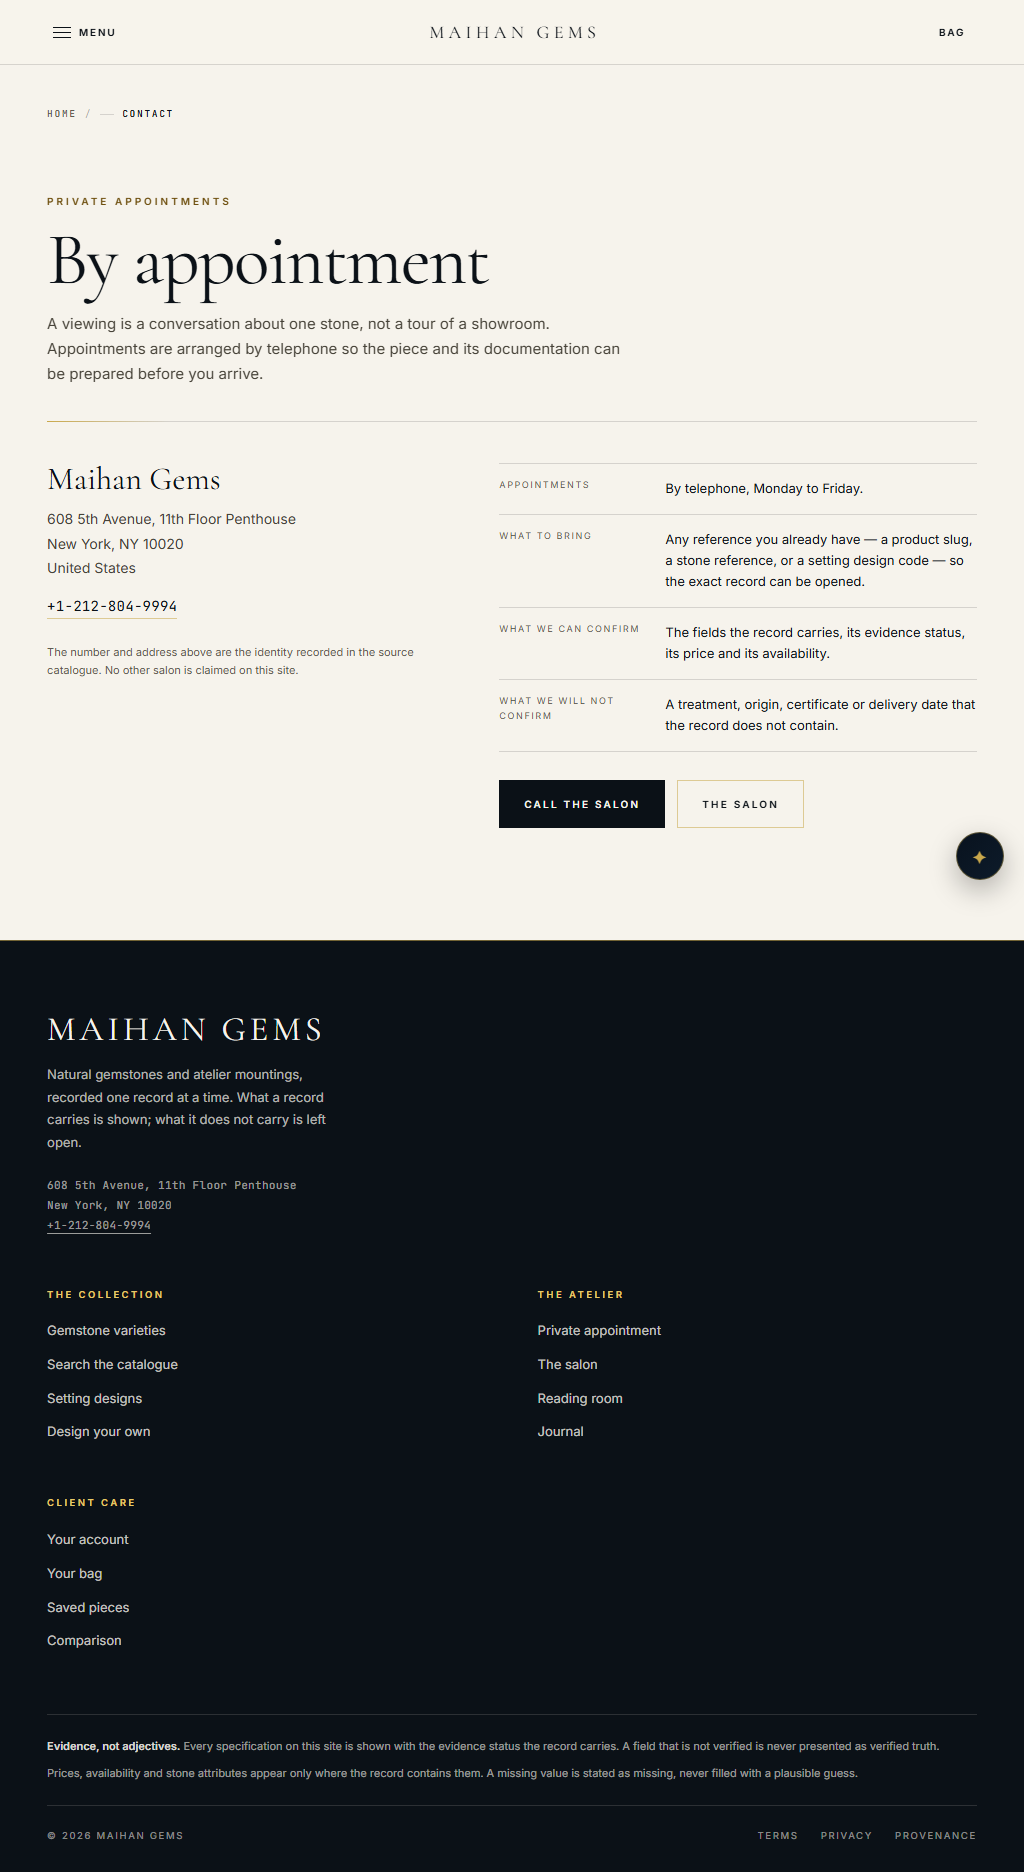 MENU
MAIHAN GEMS
BAG
HOME / — CONTACT
PRIVATE APPOINTMENTS
By appointment
A viewing is a conversation about one stone, not a tour of a showroom.
Appointments are arranged by telephone so the piece and its documentation can
be prepared before you arrive.
Maihan Gems
608 5th Avenue, 11th Floor Penthouse
New York, NY 10020
United States
+1-212-804-9994
The number and address above are the identity recorded in the source
catalogue. No other salon is claimed on this site.
APPOINTMENTS
By telephone, Monday to Friday.
WHAT TO BRING
Any reference you already have — a product slug,
a stone reference, or a setting design code — so
the exact record can be opened.
WHAT WE CAN CONFIRM
The fields the record carries, its evidence status,
its price and its availability.
WHAT WE WILL NOT
CONFIRM
A treatment, origin, certificate or delivery date that
the record does not contain.
CALL THE SALON
THE SALON
MAIHAN GEMS
Natural gemstones and atelier mountings,
recorded one record at a time. What a record
carries is shown; what it does not carry is left
open.
608 5th Avenue, 11th Floor Penthouse
New York, NY 10020
+1-212-804-9994
THE COLLECTION
Gemstone varieties
Search the catalogue
Setting designs
Design your own
THE ATELIER
Private appointment
The salon
Reading room
Journal
CLIENT CARE
Your account
Your bag
Saved pieces
Comparison
Evidence, not adjectives. Every specification on this site is shown with the evidence status the record carries. A field that is not verified is never presented as verified truth.
Prices, availability and stone attributes appear only where the record contains them. A missing value is stated as missing, never filled with a plausible guess.
© 2026 MAIHAN GEMS
TERMS
PRIVACY
PROVENANCE